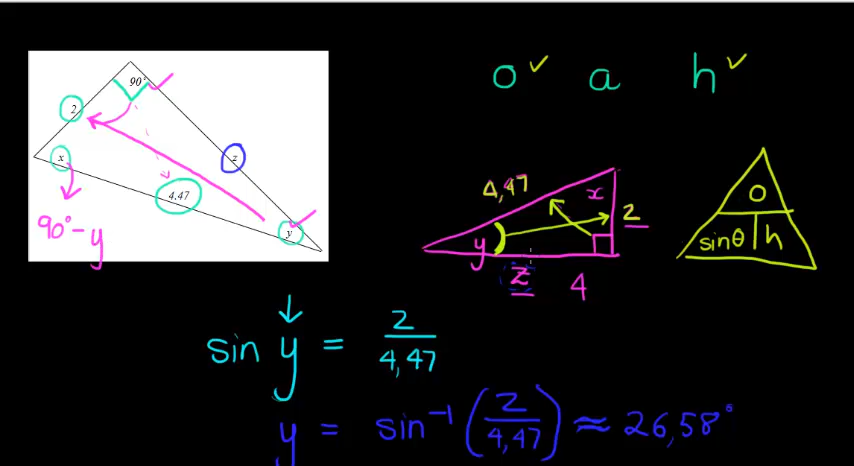 90°
2
x
z
4.47
y
90° - y
o a h
4,47
x
2
y
z
4
o
sinθ h
sin y = 2/4,47
y = sin⁻¹(2/4,47) ≈ 26,58°